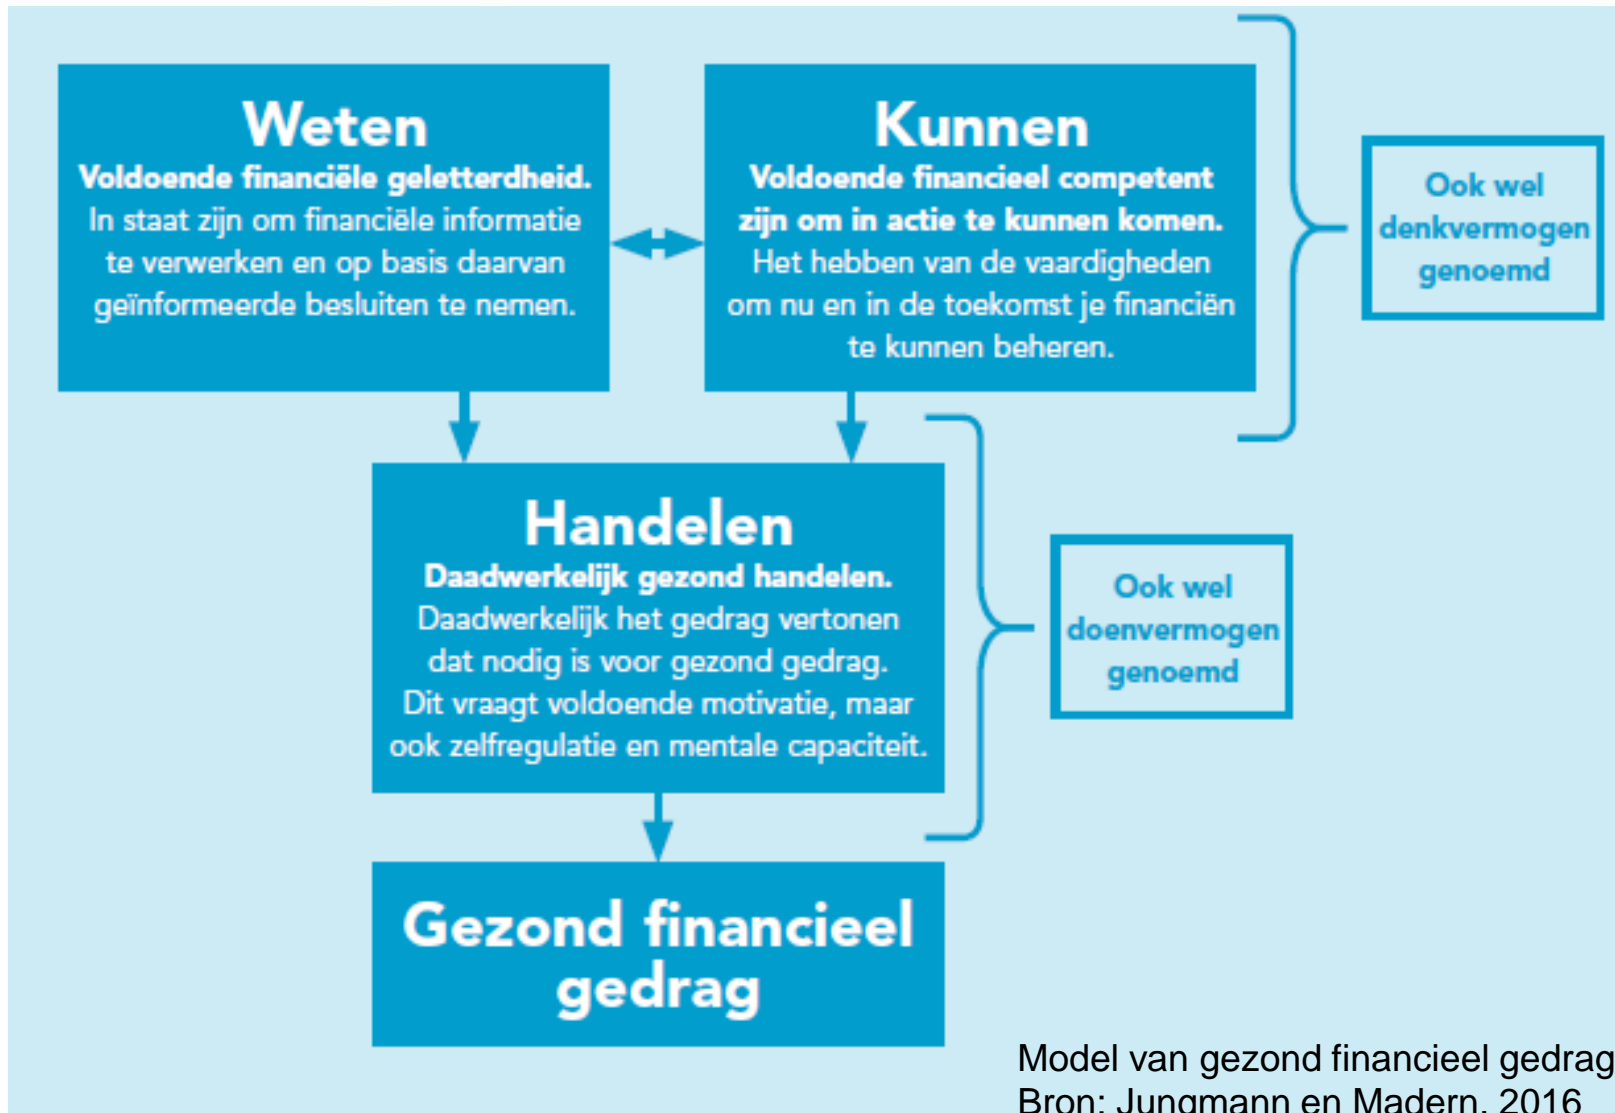 Weten
Voldoende financiële geletterdheid.
In staat zijn om financiële informatie
te verwerken en op basis daarvan
geïnformeerde besluiten te nemen.
Kunnen
Voldoende financieel competent
zijn om in actie te kunnen komen.
Het hebben van de vaardigheden
om nu en in de toekomst je financiën
te kunnen beheren.
Ook wel
denkvermogen
genoemd
Handelen
Daadwerkelijk gezond handelen.
Daadwerkelijk het gedrag vertonen
dat nodig is voor gezond gedrag.
Dit vraagt voldoende motivatie, maar
ook zelfregulatie en mentale capaciteit.
Ook wel
doenvermogen
genoemd
Gezond financieel
gedrag
Model van gezond financieel gedrag
Bron: Jungmann en Madern, 2016